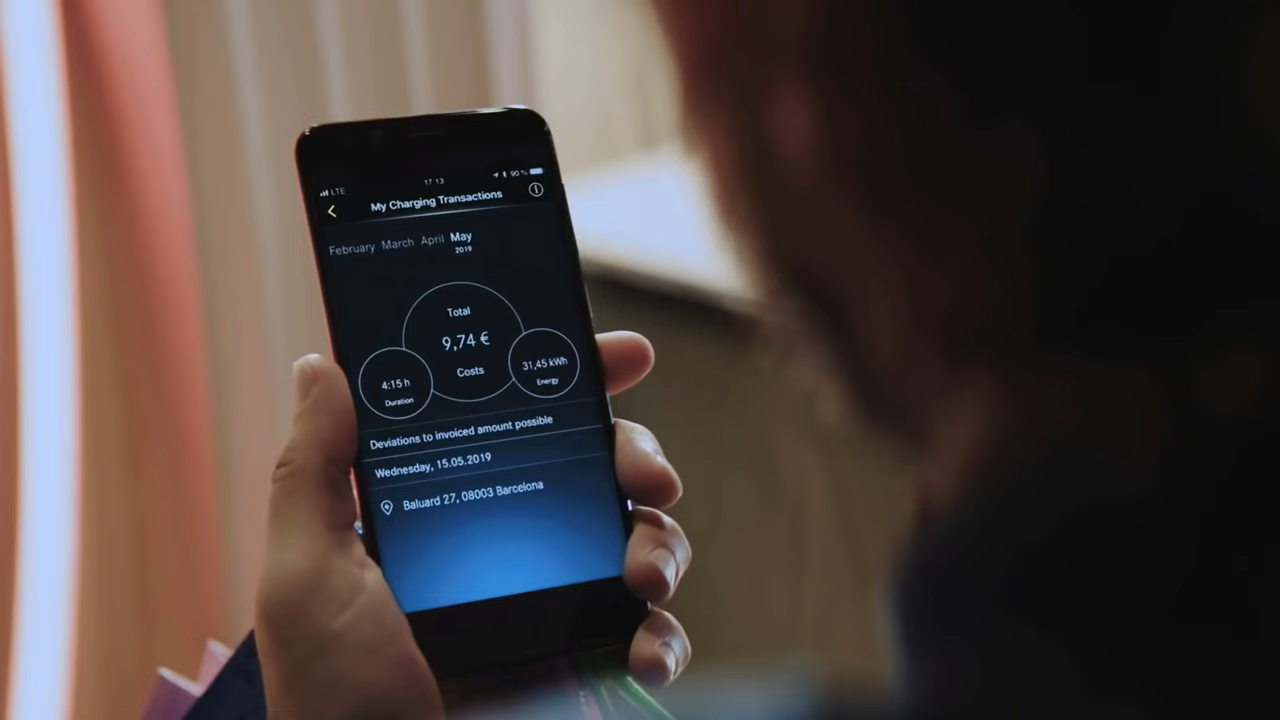 LTE 17 13 90 %
My Charging Transactions
February March April May
2019
Total
9,74 €
Costs
4:15 h
Duration
31,45 kWh
Energy
Deviations to invoiced amount possible
Wednesday, 15.05.2019
Baluard 27, 08003 Barcelona